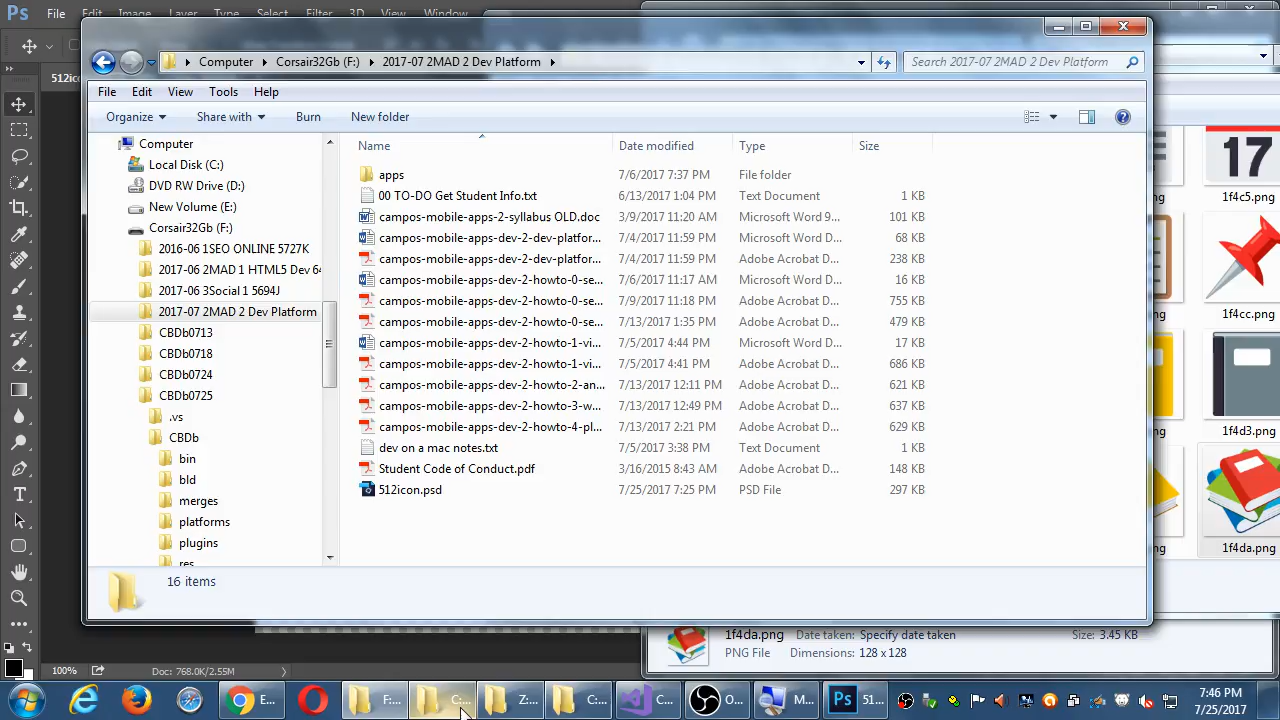 Ps File Edit Image Layer Type Select Filter 3D View Window Help
Computer Corsair32Gb (F:) 2017-07 2MAD 2 Dev Platform
Search 2017-07 2MAD 2 Dev Platform
512ico
File Edit View Tools Help
Organize Share with Burn New folder
Name Date modified Type Size
Computer
Local Disk (C:)
DVD RW Drive (D:)
New Volume (E:)
Corsair32Gb (F:)
2016-06 1SEO ONLINE 5727K
2017-06 2MAD 1 HTML5 Dev 64
2017-06 3Social 1 5694J
2017-07 2MAD 2 Dev Platform
CBDb0713
CBDb0718
CBDb0724
CBDb0725
.vs
CBDb
bin
bld
merges
platforms
plugins
res
apps 7/6/2017 7:37 PM File folder
00 TO-DO Get Student Info.txt 6/13/2017 1:04 PM Text Document 1 KB
campos-mobile-apps-2-syllabus OLD.doc 3/9/2017 11:20 AM Microsoft Word 9... 101 KB
campos-mobile-apps-dev-2-dev-platfor... 7/4/2017 11:59 PM Microsoft Word D... 68 KB
campos-mobile-apps-dev-2-dev-platfor... 7/4/2017 11:59 PM Adobe Acrobat D... 238 KB
campos-mobile-apps-dev-2-howto-0-se... 7/6/2017 11:17 AM Microsoft Word D... 16 KB
campos-mobile-apps-dev-2-howto-0-se... 7/9/2017 11:18 PM Adobe Acrobat D... 755 KB
campos-mobile-apps-dev-2-howto-0-se... 7/13/2017 1:35 PM Adobe Acrobat D... 479 KB
campos-mobile-apps-dev-2-howto-1-vi... 7/5/2017 4:44 PM Microsoft Word D... 17 KB
campos-mobile-apps-dev-2-howto-1-vi... 7/5/2017 4:41 PM Adobe Acrobat D... 686 KB
campos-mobile-apps-dev-2-howto-2-an... 7/13/2017 12:11 PM Adobe Acrobat D... 621 KB
campos-mobile-apps-dev-2-howto-3-w... 7/13/2017 12:49 PM Adobe Acrobat D... 637 KB
campos-mobile-apps-dev-2-howto-4-pl... 7/13/2017 2:21 PM Adobe Acrobat D... 629 KB
dev on a mac notes.txt 7/5/2017 3:38 PM Text Document 1 KB
Student Code of Conduct.pdf 3/16/2015 8:43 AM Adobe Acrobat D... 148 KB
512icon.psd 7/25/2017 7:25 PM PSD File 297 KB
16 items
17
png 1f4c5.png
png 1f4cc.png
png 1f4d3.png
png 1f4da.png
1f4da.png Date taken: Specify date taken Size: 3.45 KB
PNG File Dimensions: 128 x 128
100% Doc: 768.0K/2.55M
E... F:... C:... Z:... C:... C... O... M... Ps 51...
7:46 PM
7/25/2017